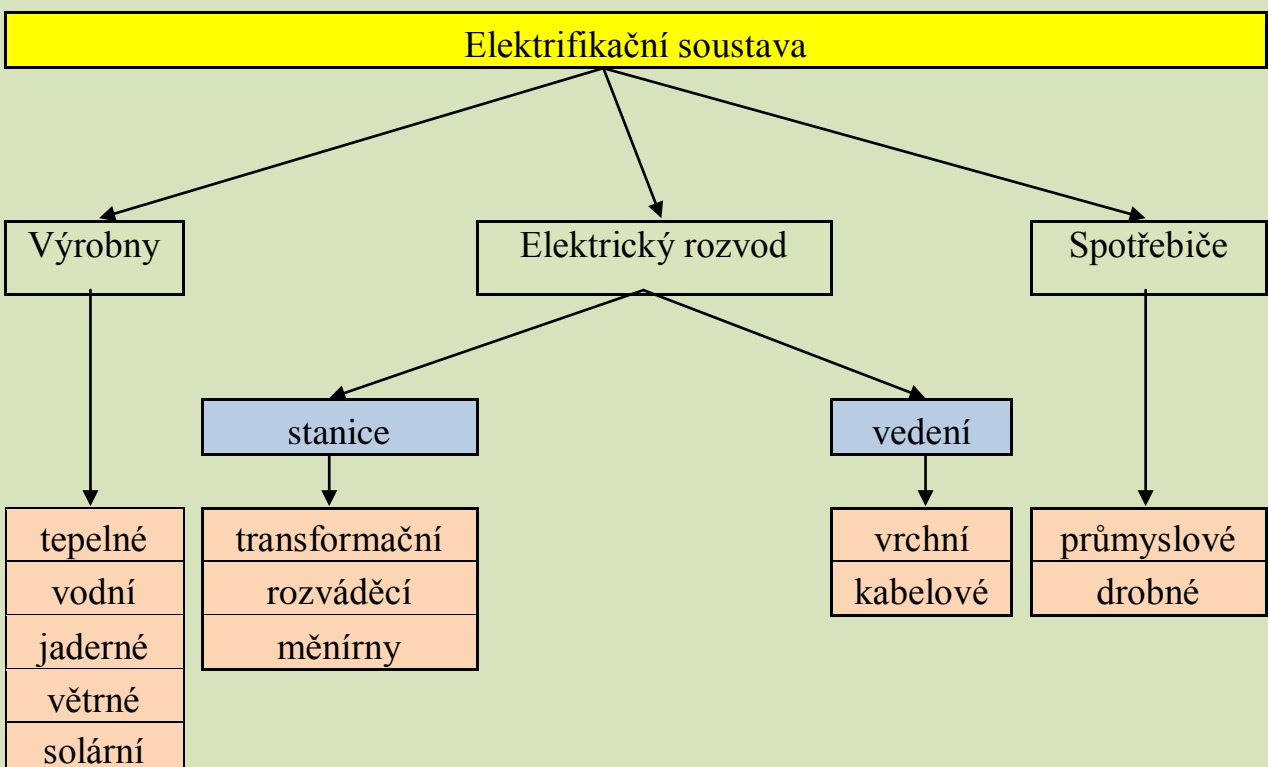 Elektrifikační soustava
Výrobny
Elektrický rozvod
Spotřebiče
stanice
vedení
tepelné
vodní
jaderné
větrné
solární
transformační
rozváděcí
měnírny
vrchní
kabelové
průmyslové
drobné